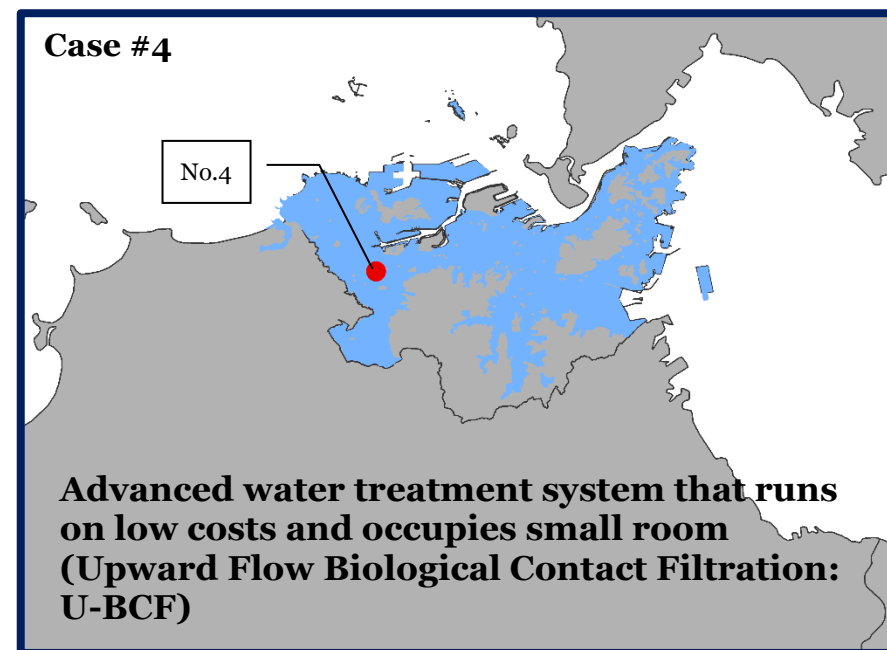 Case #4
No.4
Advanced water treatment system that runs
on low costs and occupies small room
(Upward Flow Biological Contact Filtration:
U-BCF)